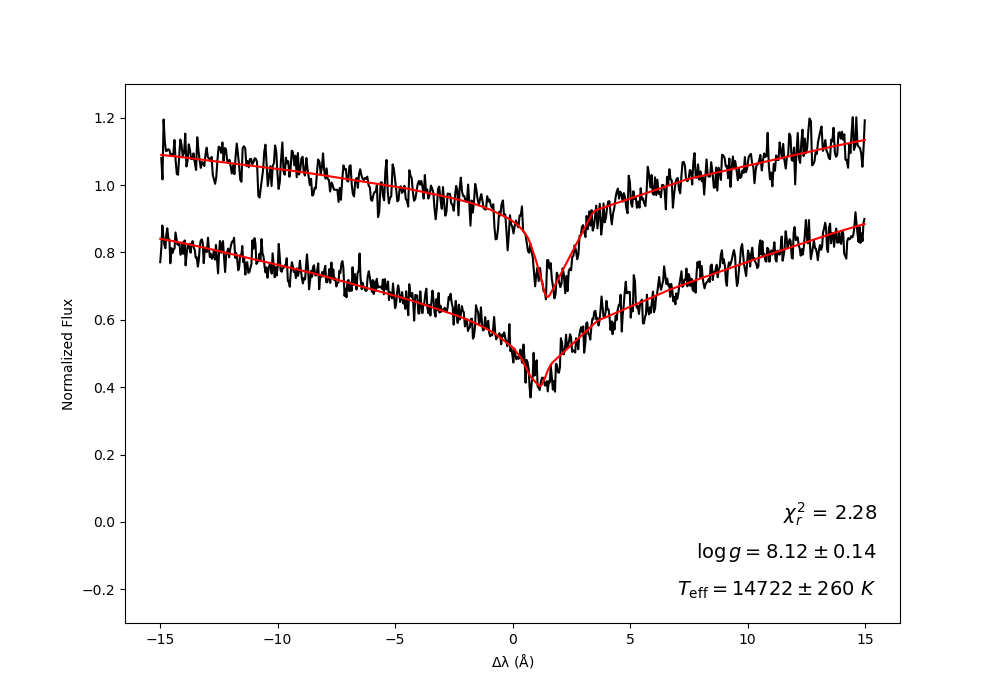 1.2
1.0
0.8
0.6
0.4
0.2
0.0
−0.2
Normalized Flux
χ²ᵣ = 2.28
log g = 8.12 ± 0.14
T_eff = 14722 ± 260 K
−15 −10 −5 0 5 10 15
Δλ (Å)